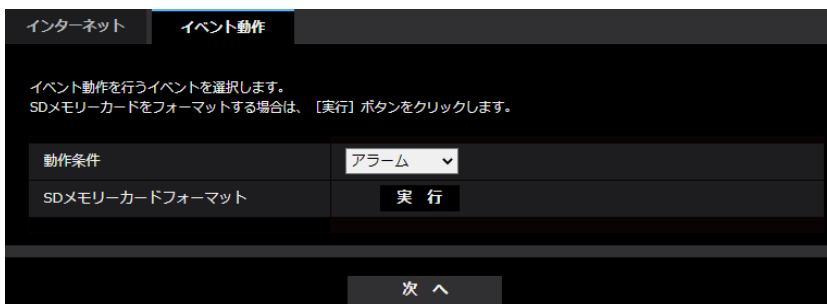 インターネット イベント動作
イベント動作を行うイベントを選択します。
SDメモリーカードをフォーマットする場合は、［実行］ボタンをクリックします。
動作条件 アラーム
SDメモリーカードフォーマット 実 行
次 へ